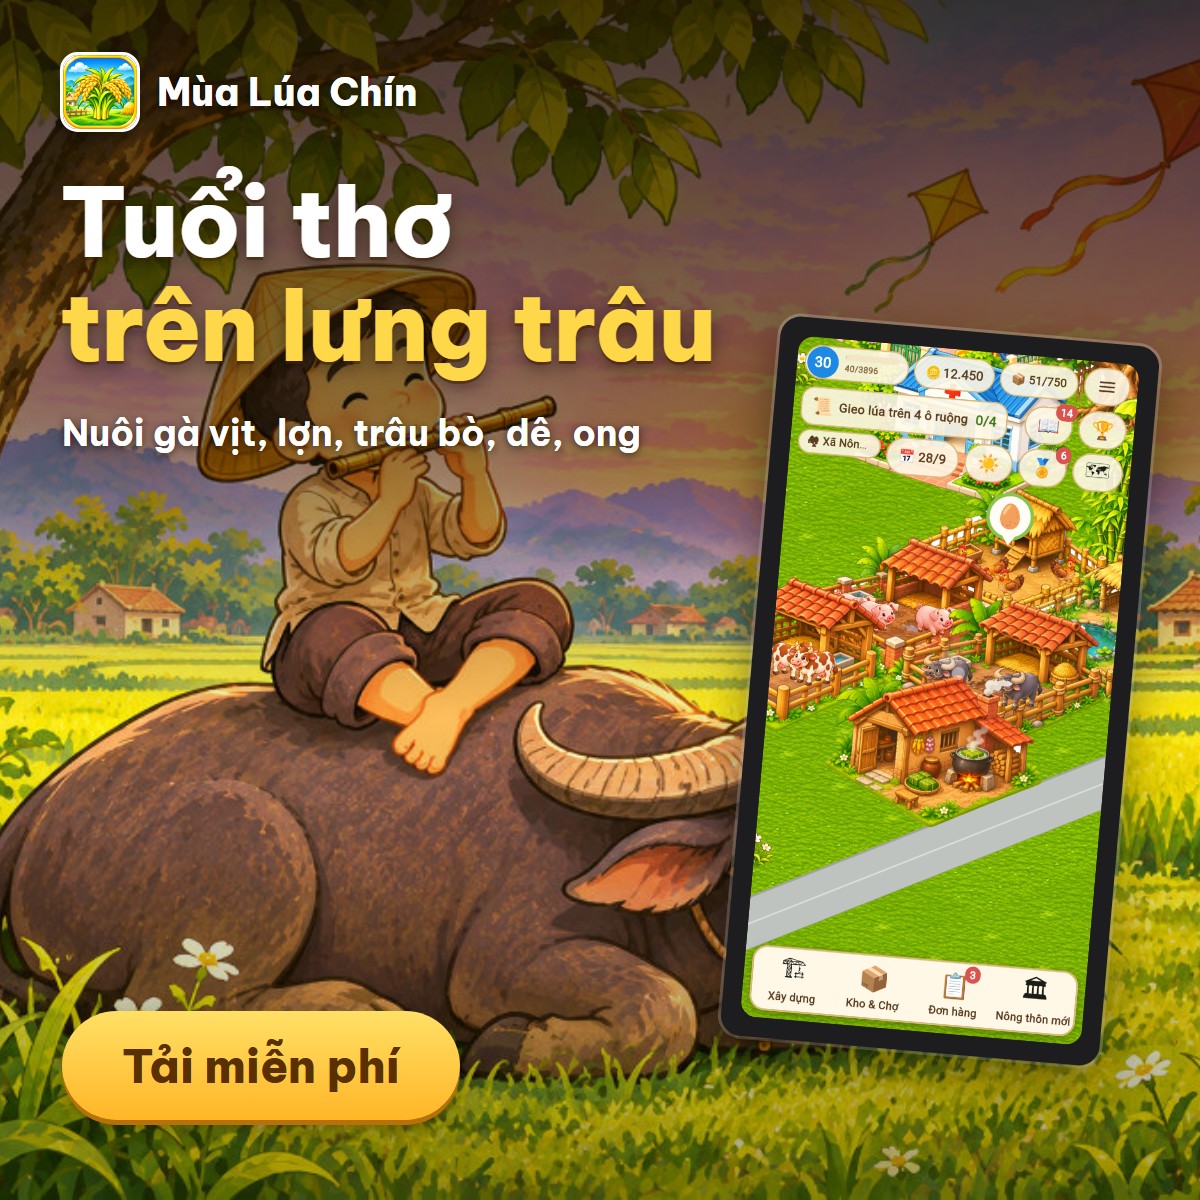 Mùa Lúa Chín
Tuổi thơ
trên lưng trâu
Nuôi gà vịt, lợn, trâu bò, dê, ong
30
40/3896
12.450
51/750
Gieo lúa trên 4 ô ruộng 0/4
14
Xã Nôn...
28/9
6
Xây dựng
Kho & Chợ
3
Đơn hàng
Nông thôn mới
Tải miễn phí